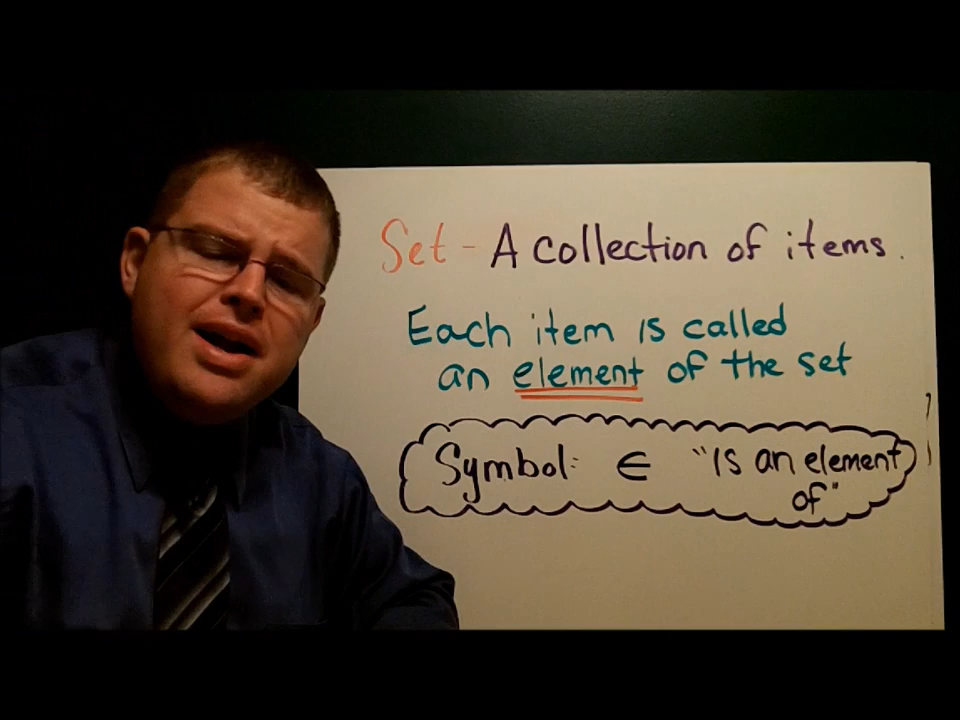 Set - A collection of items.
Each item is called
an element of the set
Symbol: ∈ "is an element
of"